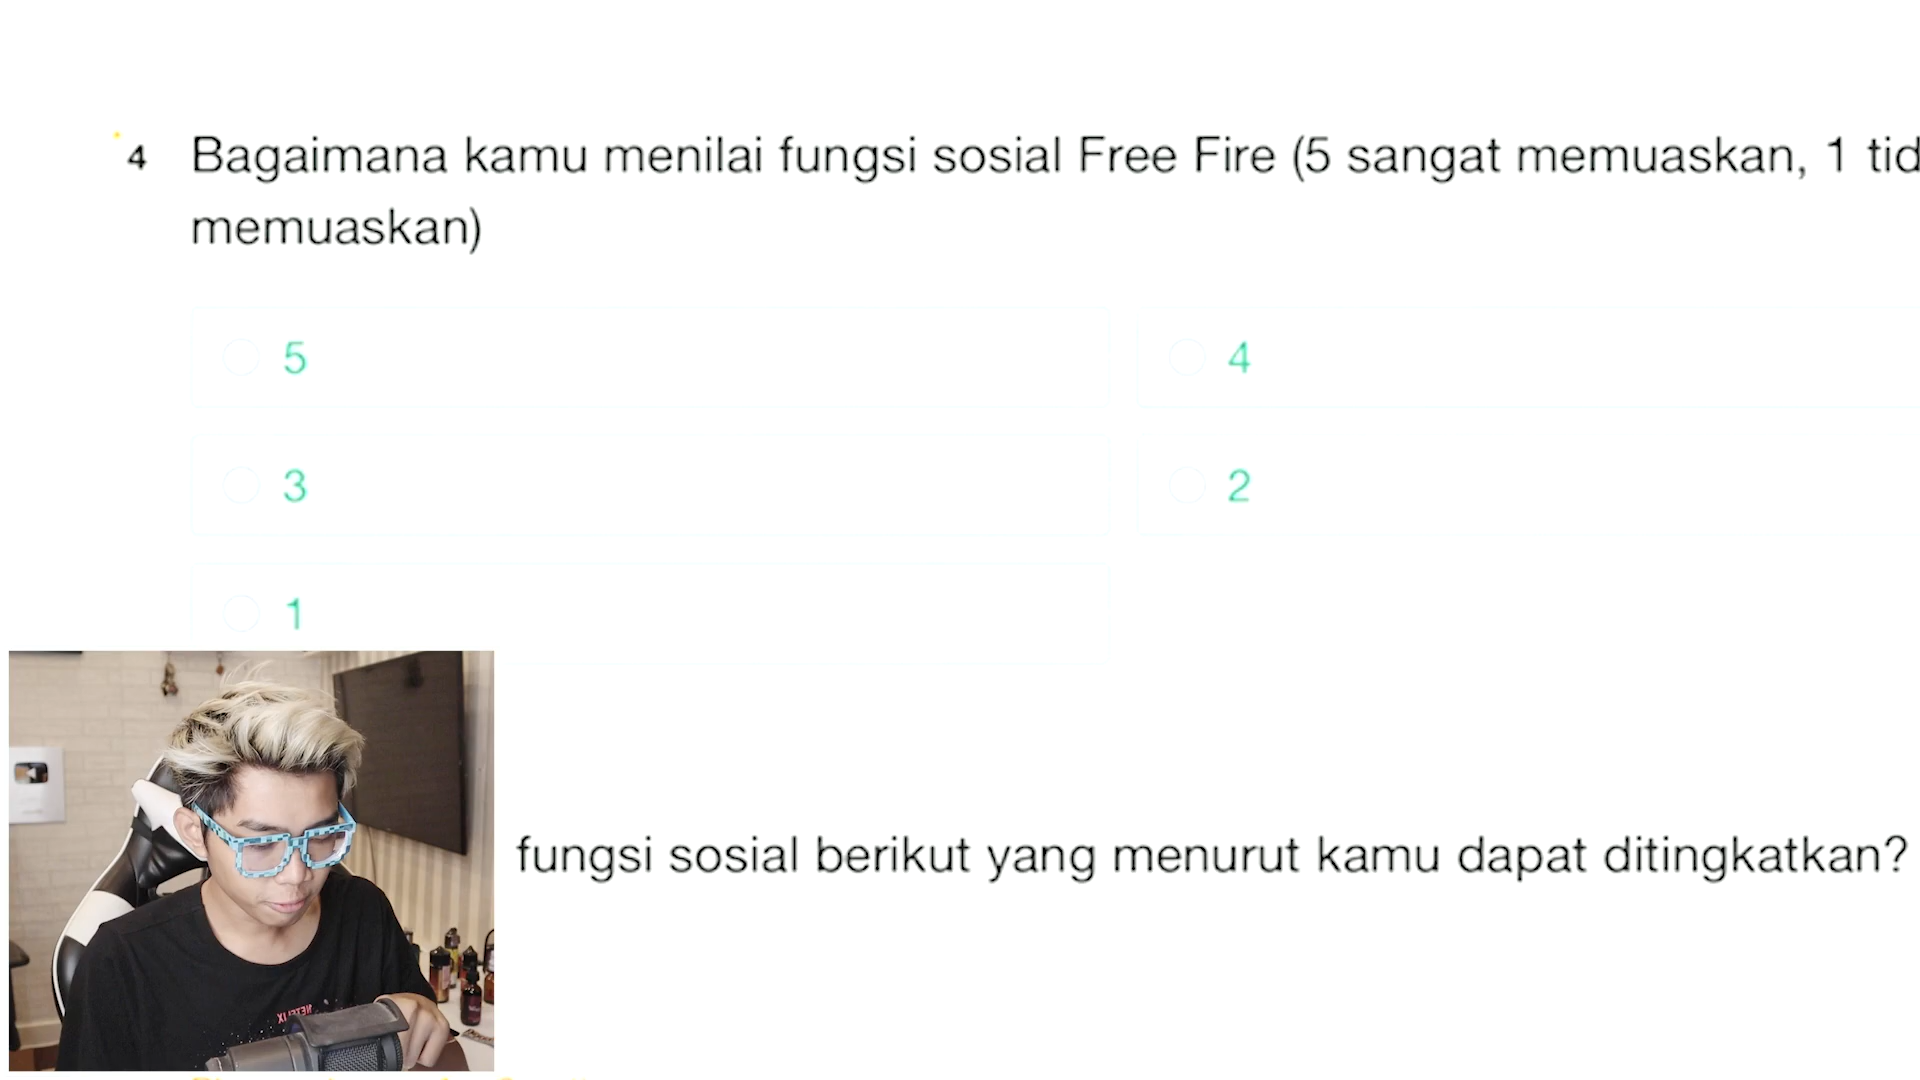 4 Bagaimana kamu menilai fungsi sosial Free Fire (5 sangat memuaskan, 1 tid
memuaskan)
5
4
3
2
1
fungsi sosial berikut yang menurut kamu dapat ditingkatkan?
NETFLIX